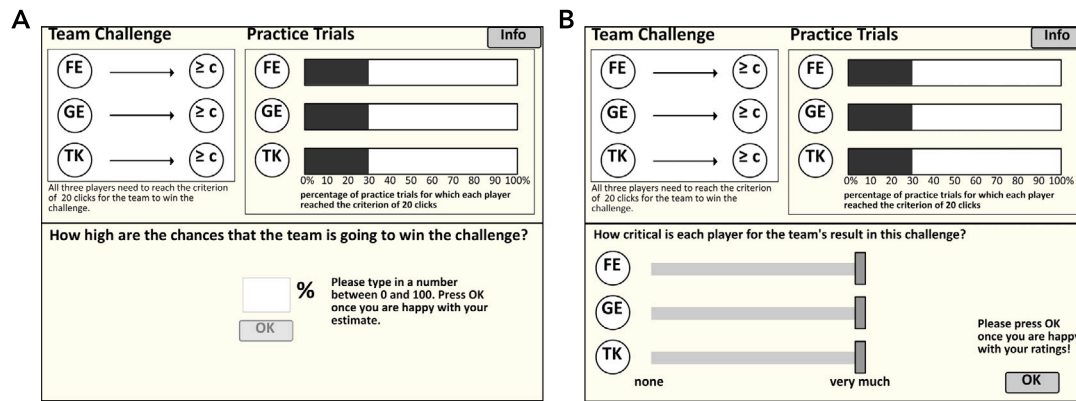 A
Team Challenge
Practice Trials
Info
FE
≥ c
FE
GE
≥ c
GE
TK
≥ c
TK
0% 10 20 30 40 50 60 70 80 90 100%
All three players need to reach the criterion
of 20 clicks for the team to win the
challenge.
percentage of practice trials for which each player
reached the criterion of 20 clicks
How high are the chances that the team is going to win the challenge?
%
Please type in a number
between 0 and 100. Press OK
once you are happy with your
estimate.
OK
B
Team Challenge
Practice Trials
Info
FE
≥ c
FE
GE
≥ c
GE
TK
≥ c
TK
0% 10 20 30 40 50 60 70 80 90 100%
All three players need to reach the criterion
of 20 clicks for the team to win the
challenge.
percentage of practice trials for which each player
reached the criterion of 20 clicks
How critical is each player for the team's result in this challenge?
FE
GE
TK
none
very much
Please press OK
once you are happy
with your ratings!
OK